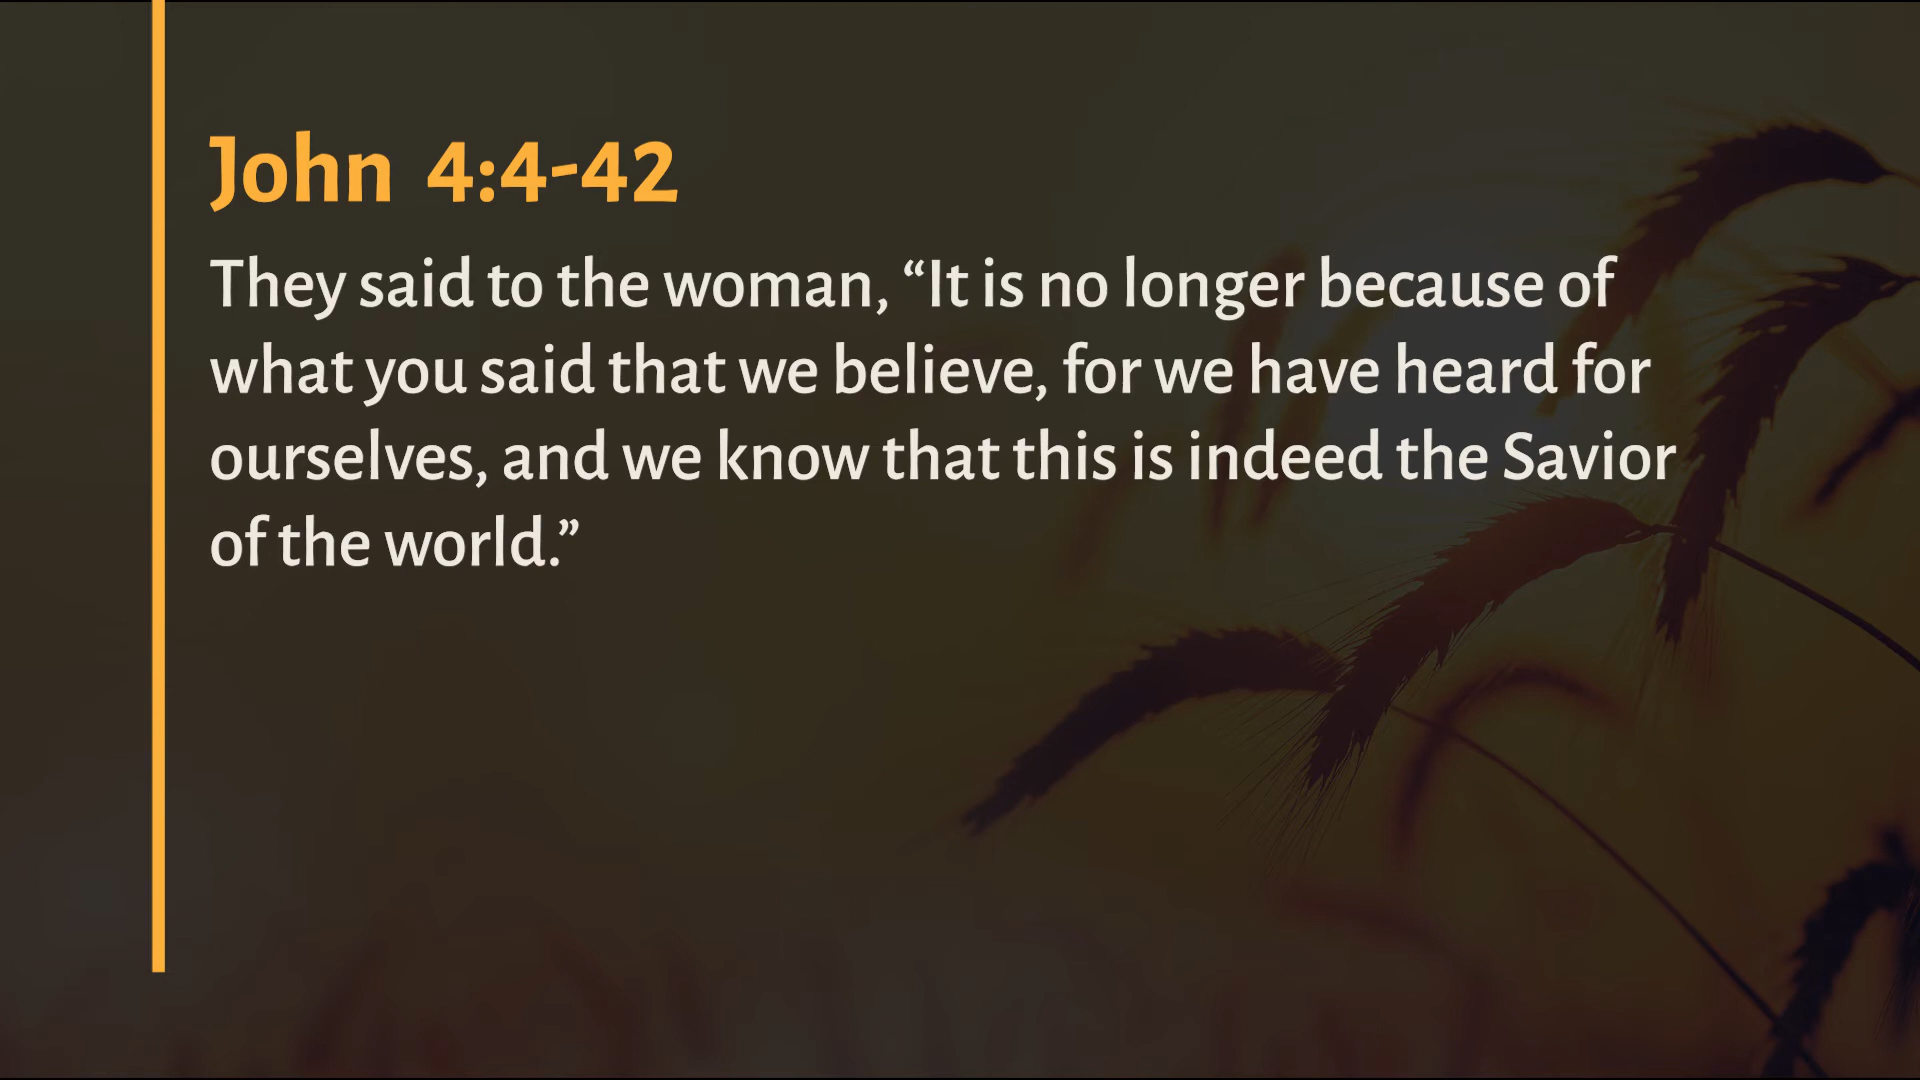 John 4:4-42
They said to the woman, “It is no longer because of
what you said that we believe, for we have heard for
ourselves, and we know that this is indeed the Savior
of the world.”